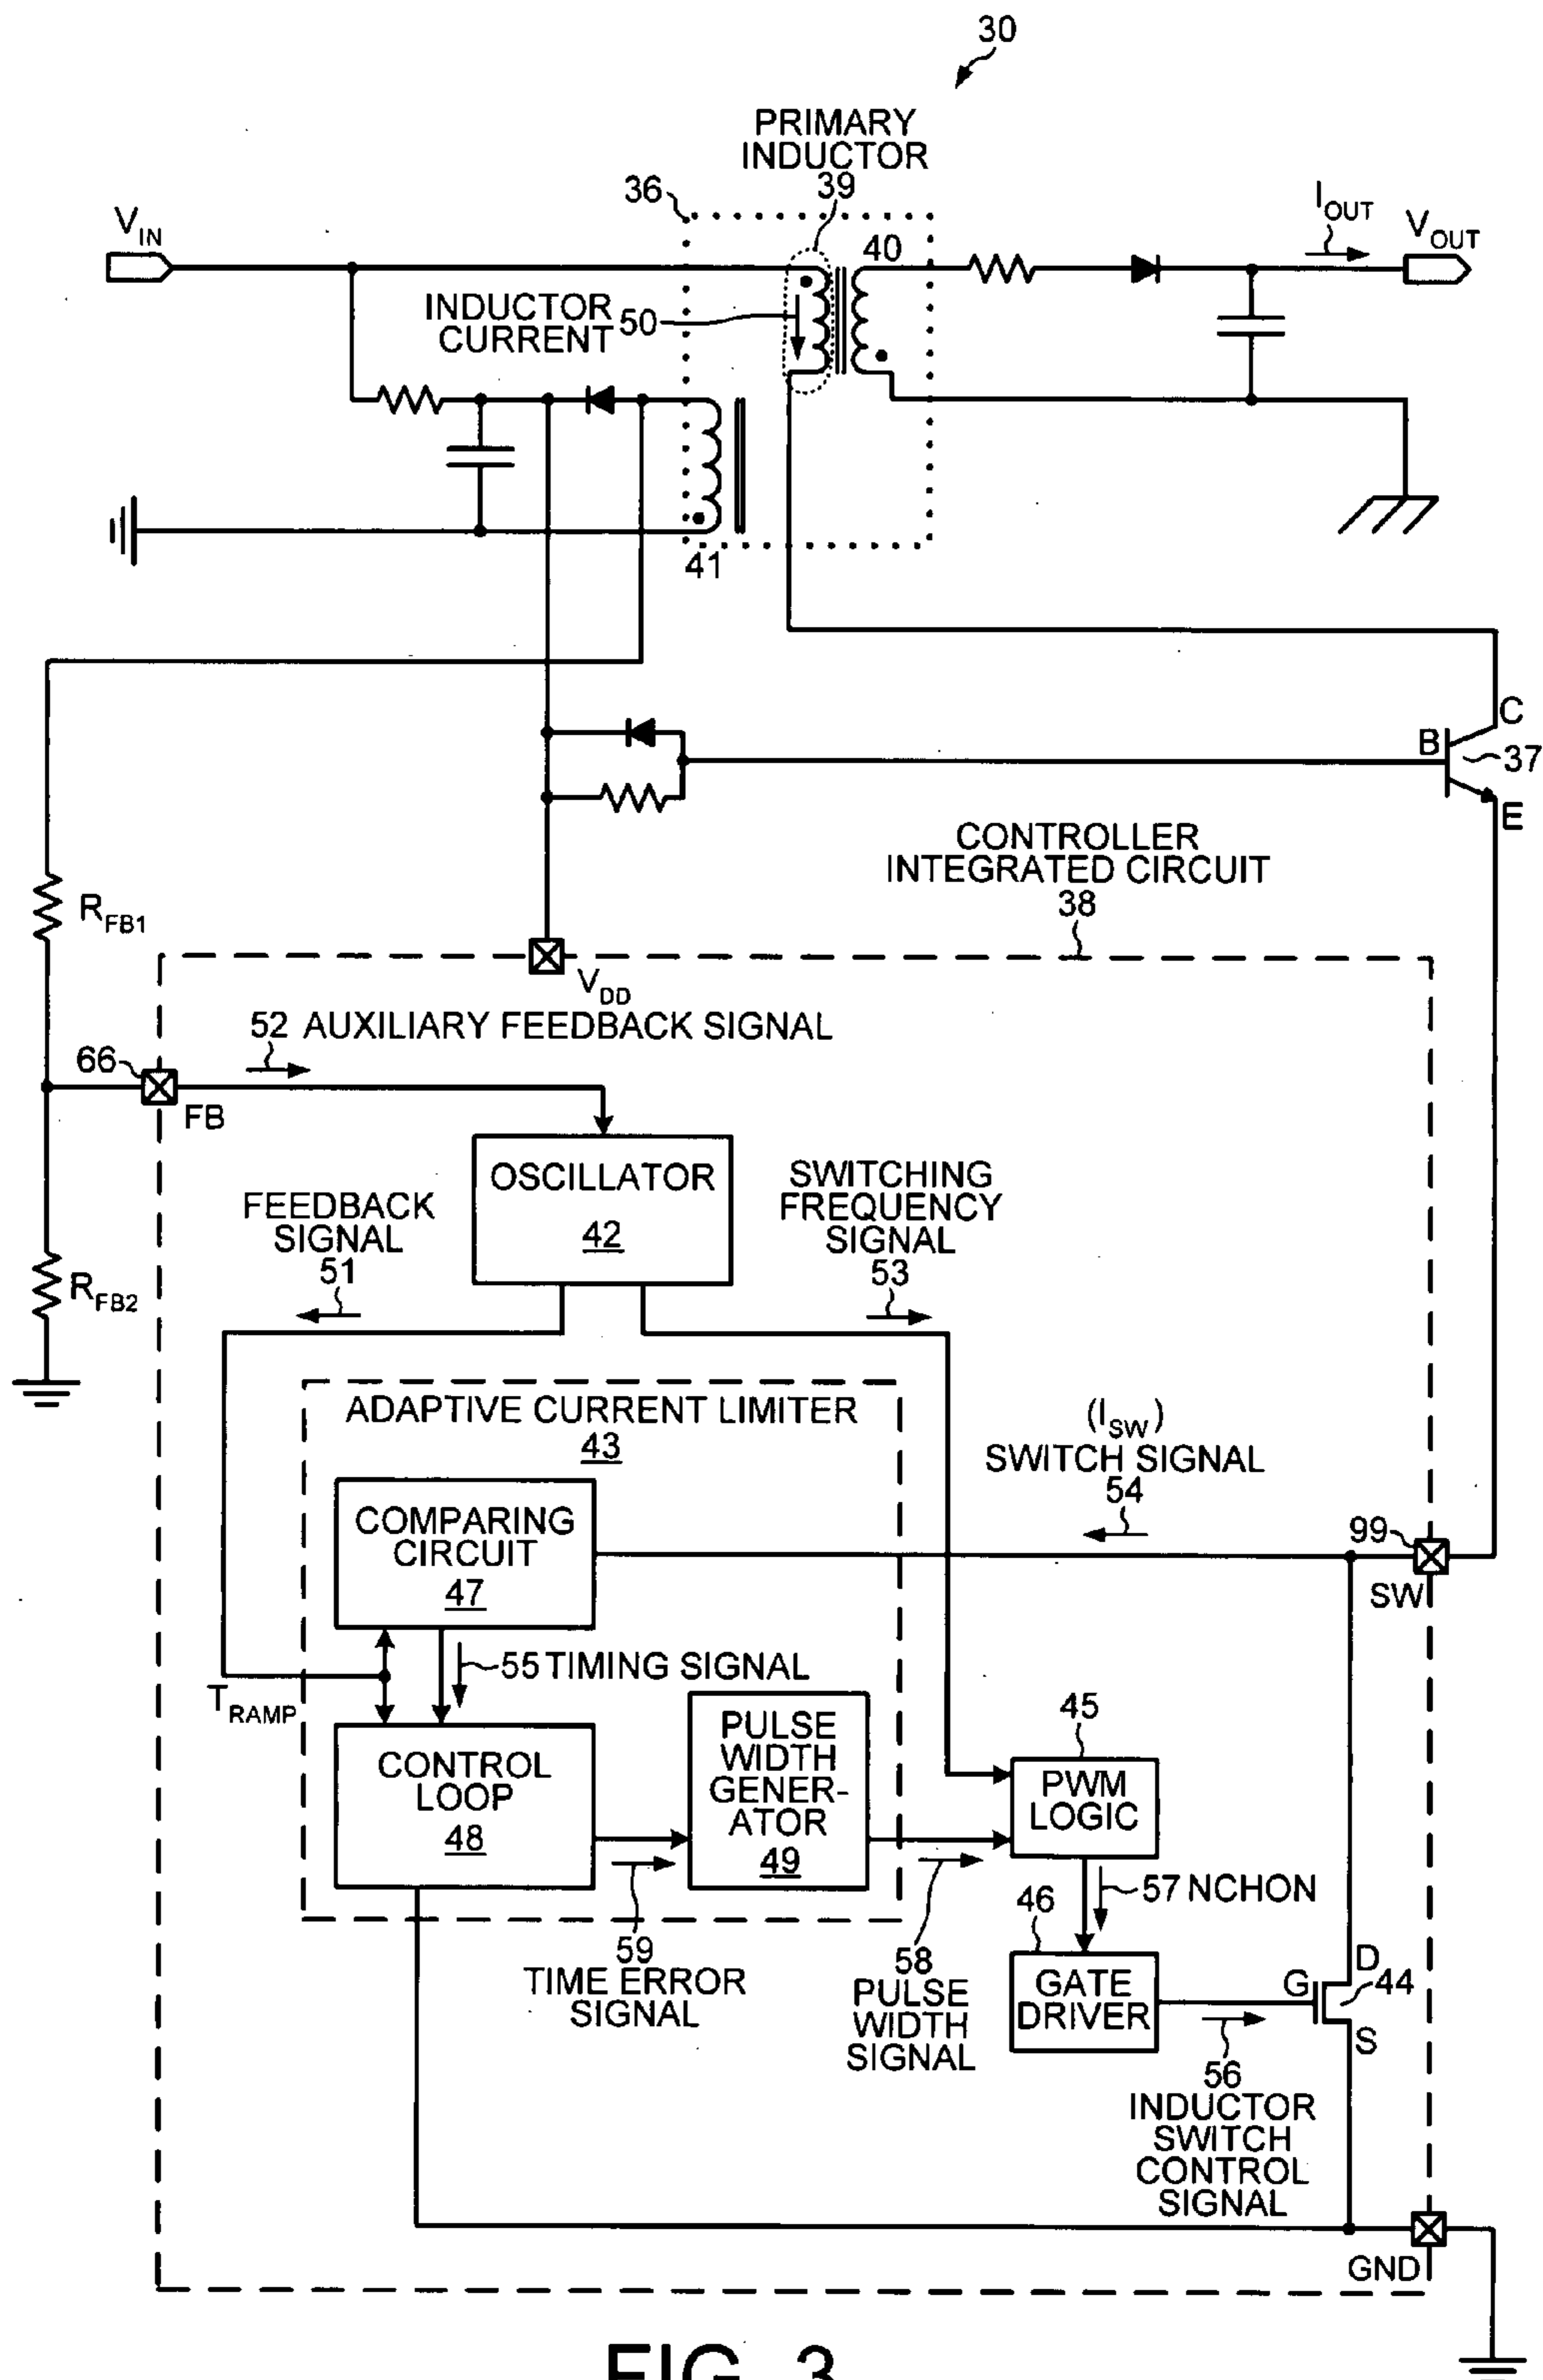 30
PRIMARY
INDUCTOR
39
36
V_IN
40
I_OUT
V_OUT
INDUCTOR
CURRENT 50
41
C
B
37
E
CONTROLLER
INTEGRATED CIRCUIT
38
R_FB1
V_DD
52 AUXILIARY FEEDBACK SIGNAL
66
FB
OSCILLATOR
42
FEEDBACK
SIGNAL
51
SWITCHING
FREQUENCY
SIGNAL
53
R_FB2
ADAPTIVE CURRENT LIMITER
43
(I_SW)
SWITCH SIGNAL
54
COMPARING
CIRCUIT
47
99
SW
55 TIMING SIGNAL
T_RAMP
CONTROL
LOOP
48
PULSE
WIDTH
GENER-
ATOR
49
45
PWM
LOGIC
57 NCHON
46
59
TIME ERROR
SIGNAL
58
PULSE
WIDTH
SIGNAL
GATE
DRIVER
D
G
44
S
56
INDUCTOR
SWITCH
CONTROL
SIGNAL
GND
FIG. 3